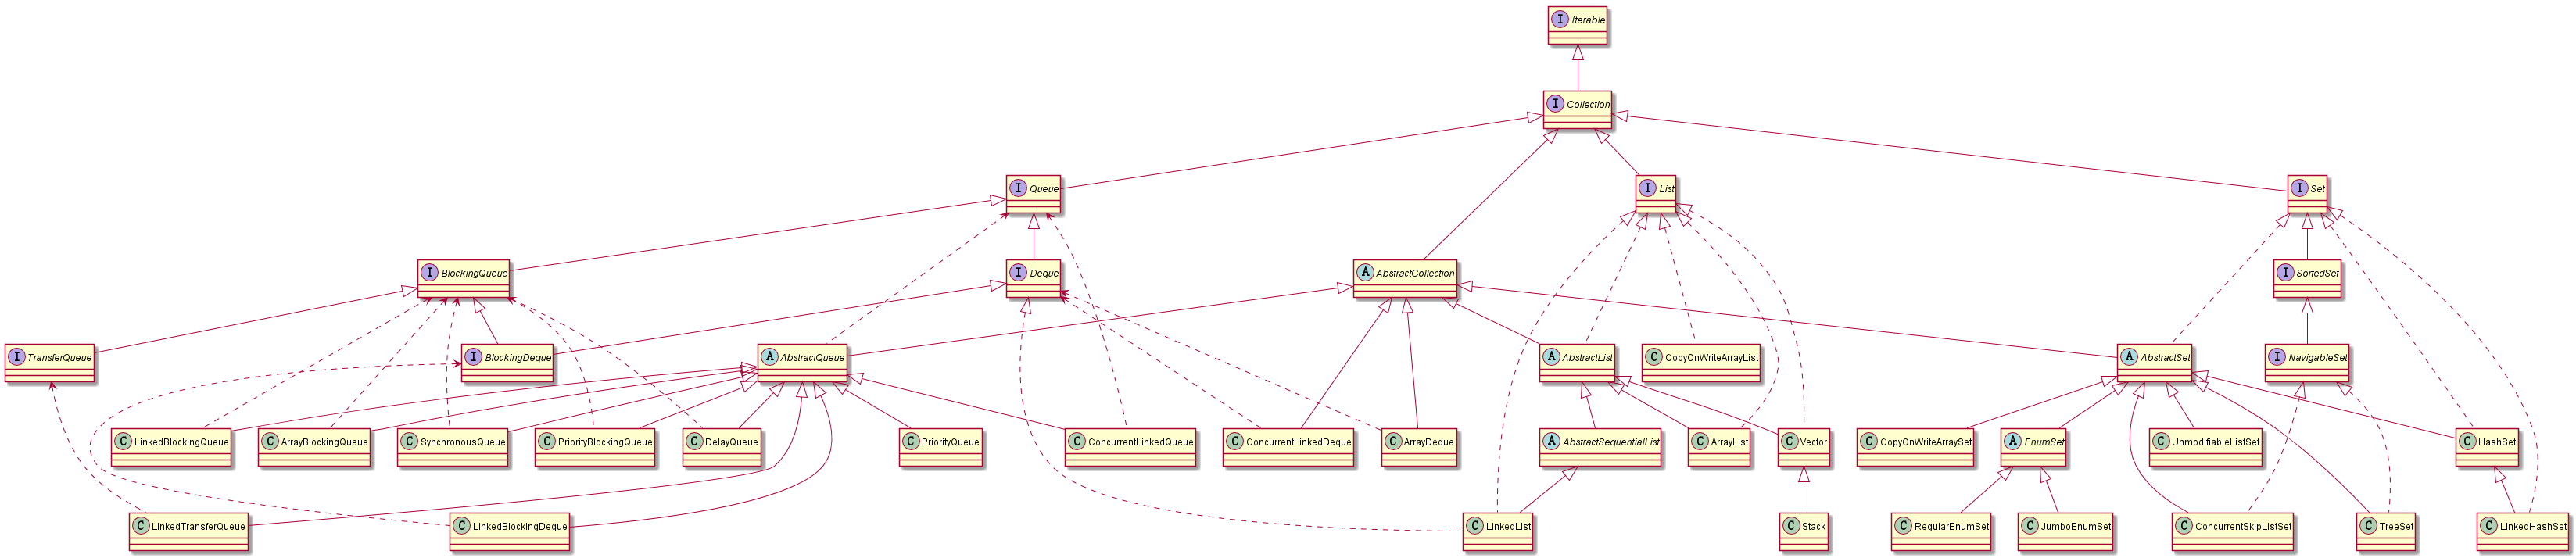 I Iterable
I Collection
I Queue
I List
I Set
I BlockingQueue
I Deque
A AbstractCollection
I SortedSet
I TransferQueue
I BlockingDeque
A AbstractQueue
A AbstractList
C CopyOnWriteArrayList
A AbstractSet
I NavigableSet
C LinkedBlockingQueue
C ArrayBlockingQueue
C SynchronousQueue
C PriorityBlockingQueue
C DelayQueue
C PriorityQueue
C ConcurrentLinkedQueue
C ConcurrentLinkedDeque
C ArrayDeque
A AbstractSequentialList
C ArrayList
C Vector
C CopyOnWriteArraySet
A EnumSet
C UnmodifiableListSet
C HashSet
C LinkedTransferQueue
C LinkedBlockingDeque
C LinkedList
C Stack
C RegularEnumSet
C JumboEnumSet
C ConcurrentSkipListSet
C TreeSet
C LinkedHashSet